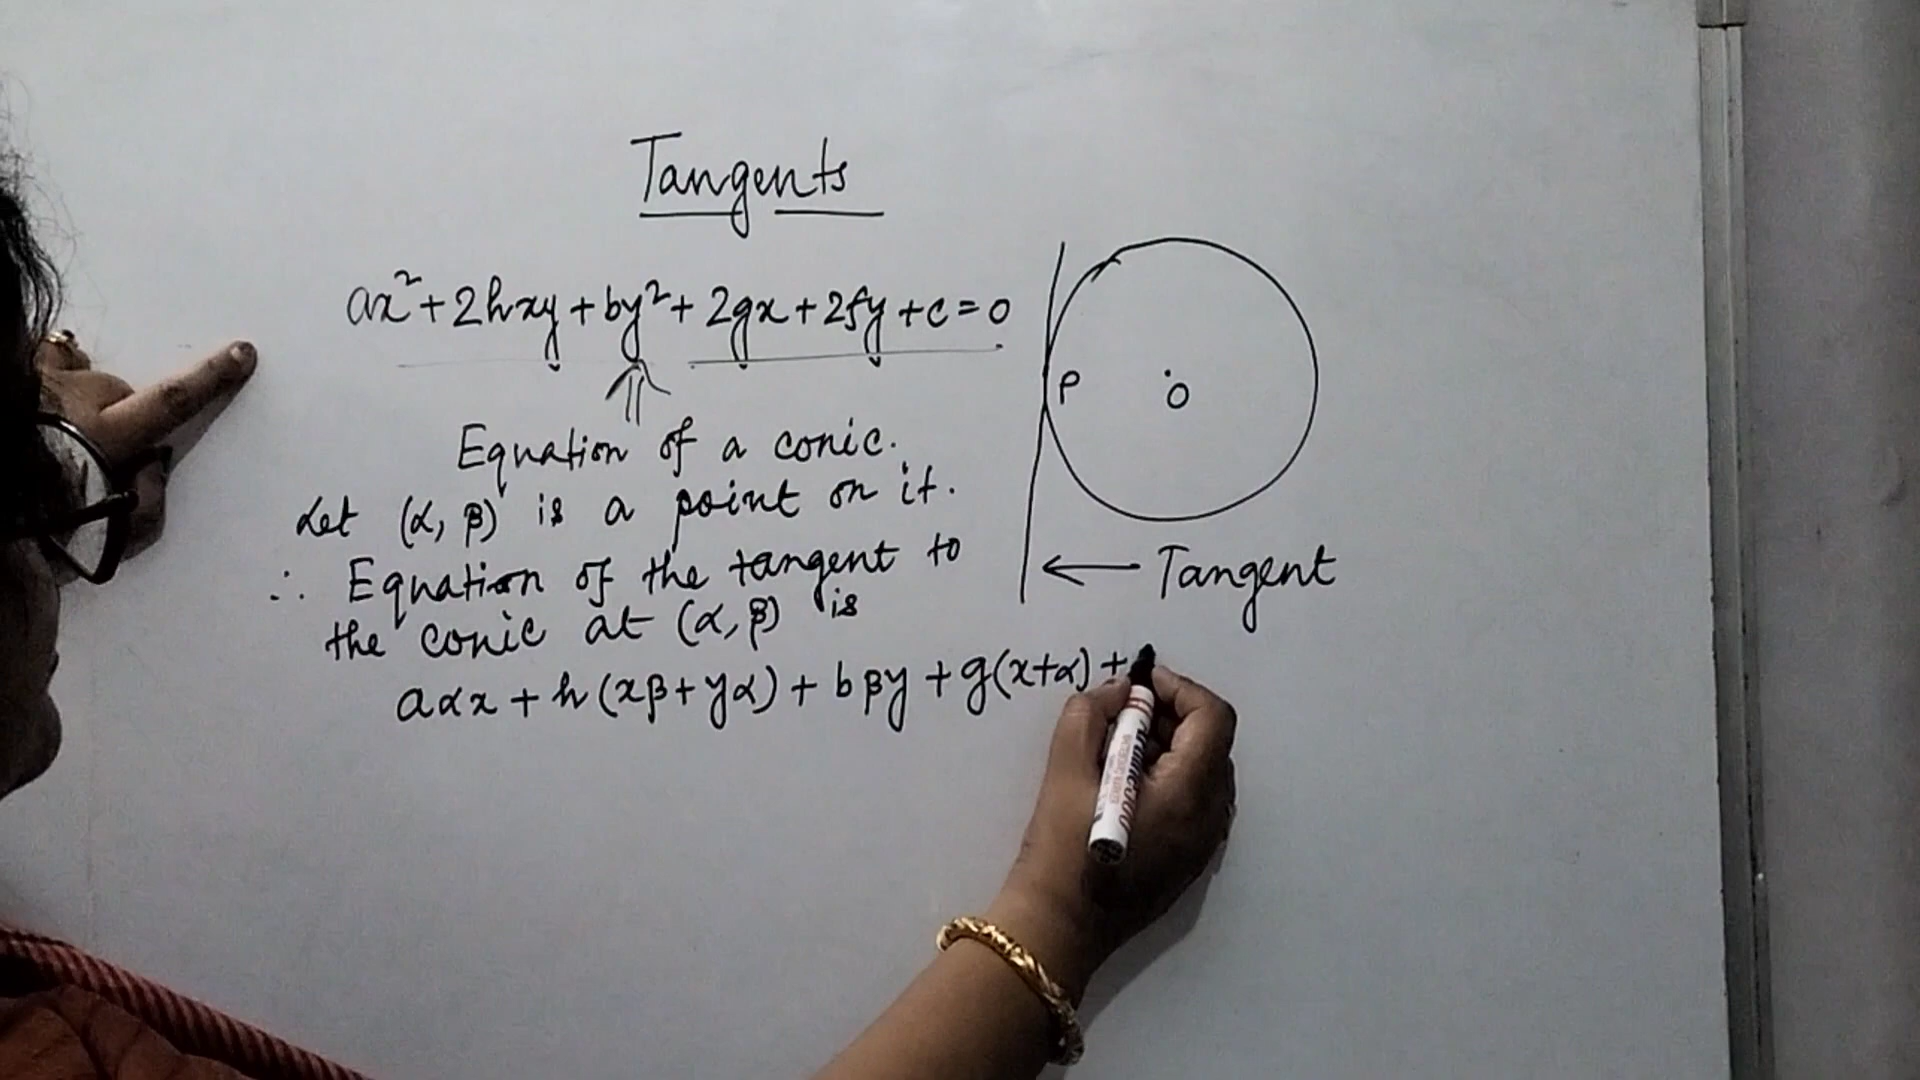 Tangents
ax² + 2hxy + by² + 2gx + 2fy + c = 0
Equation of a conic.
Let (α, β) is a point on it.
∴ Equation of the tangent to
the conic at (α, β) is
aαx + h(xβ + yα) + bβy + g(x+α) +
P
O
← Tangent